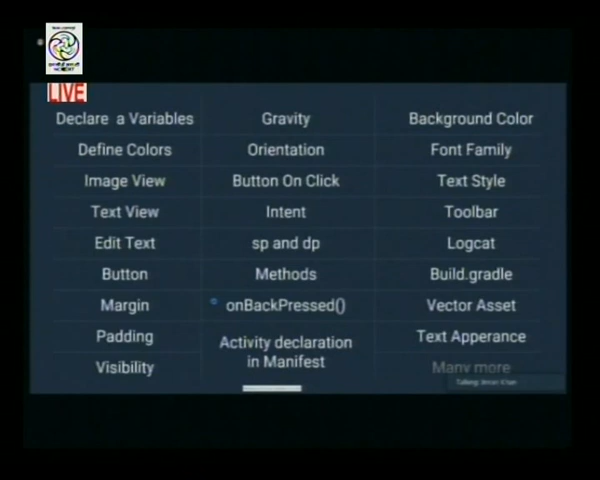 LIVE
Declare a Variables
Gravity
Background Color
Define Colors
Orientation
Font Family
Image View
Button On Click
Text Style
Text View
Intent
Toolbar
Edit Text
sp and dp
Logcat
Button
Methods
Build.gradle
Margin
onBackPressed()
Vector Asset
Padding
Activity declaration
in Manifest
Text Apperance
Visibility
Many more